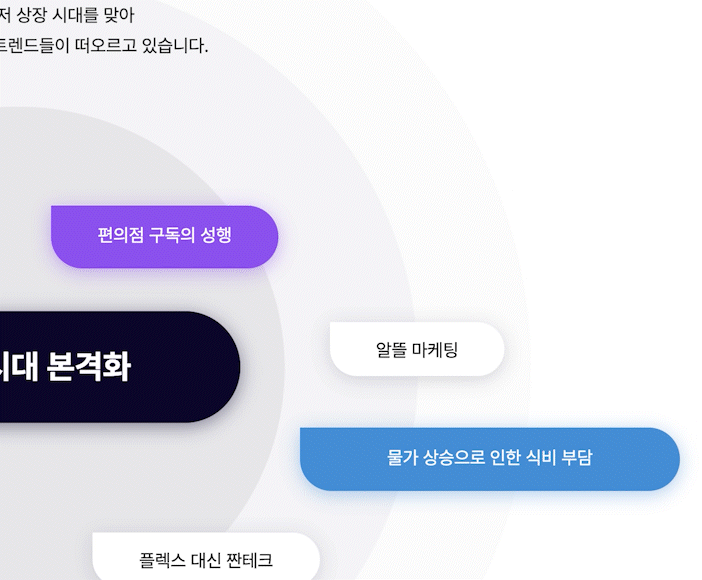 저 상장 시대를 맞아
트렌드들이 떠오르고 있습니다.
편의점 구독의 성행
시대 본격화
알뜰 마케팅
물가 상승으로 인한 식비 부담
플렉스 대신 짠테크